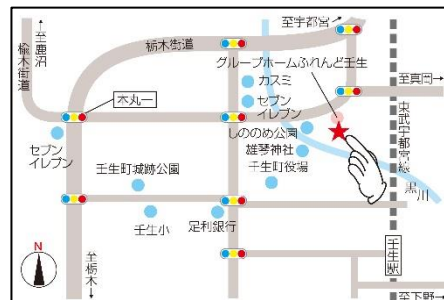 至宇都宮
至鹿沼
楡木街道
栃木街道
グループホームふれんど壬生
カスミ
セブン
イレブン
至真岡
本丸一
しののめ公園
雄琴神社
壬生町役場
東武宇都宮線
黒川
セブン
イレブン
壬生町城跡公園
壬生小
足利銀行
壬生駅
N
至栃木
至下野